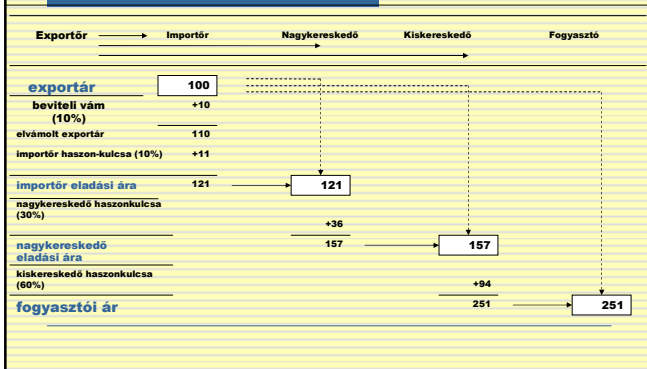 Exportőr Importőr Nagykereskedő Kiskereskedő Fogyasztó
exportár 100
beviteli vám +10
(10%)
elvámolt exportár 110
importőr haszon-kulcsa (10%) +11
importőr eladási ára 121 121
nagykereskedő haszonkulcsa
(30%)
+36
nagykereskedő 157 157
eladási ára
kiskereskedő haszonkulcsa
(60%) +94
fogyasztói ár 251 251